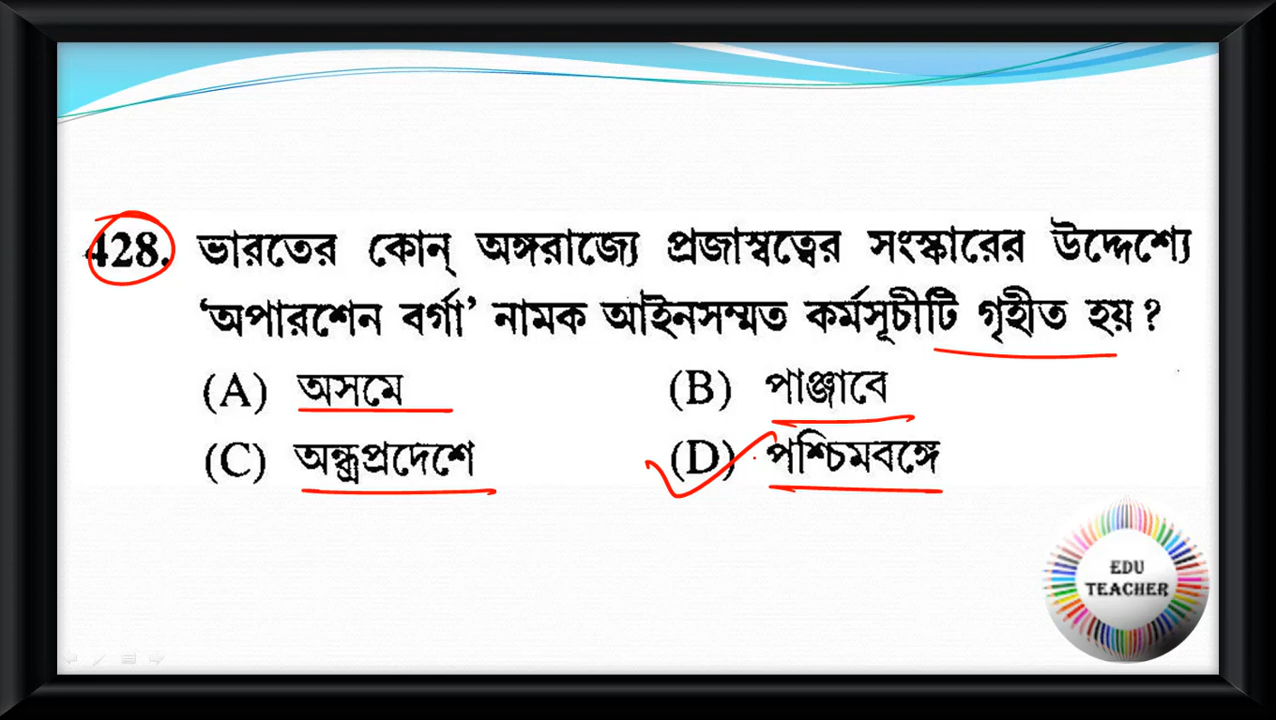 428. ভারতের কোন্ অঙ্গরাজ্যে প্রজাস্বত্বের সংস্কারের উদ্দেশ্যে
‘অপারশেন বর্গা’ নামক আইনসম্মত কর্মসূচীটি গৃহীত হয় ?
(A) অসমে (B) পাঞ্জাবে
(C) অন্ধ্রপ্রদেশে (D) পশ্চিমবঙ্গে
EDU
TEACHER